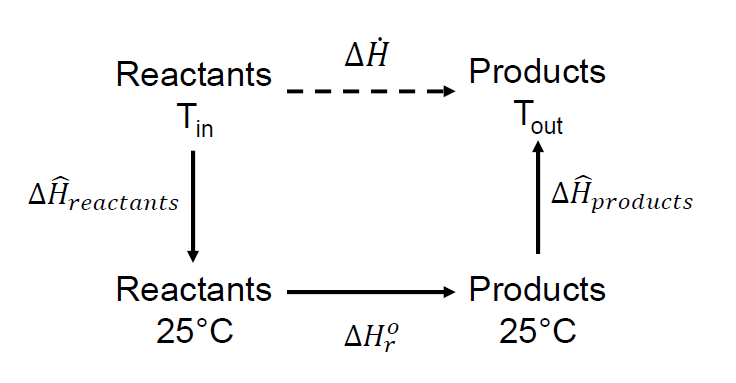 ΔḢ
Reactants
T_in
Products
T_out
ΔĤ_reactants
ΔĤ_products
Reactants
25°C
Products
25°C
ΔH_r^o